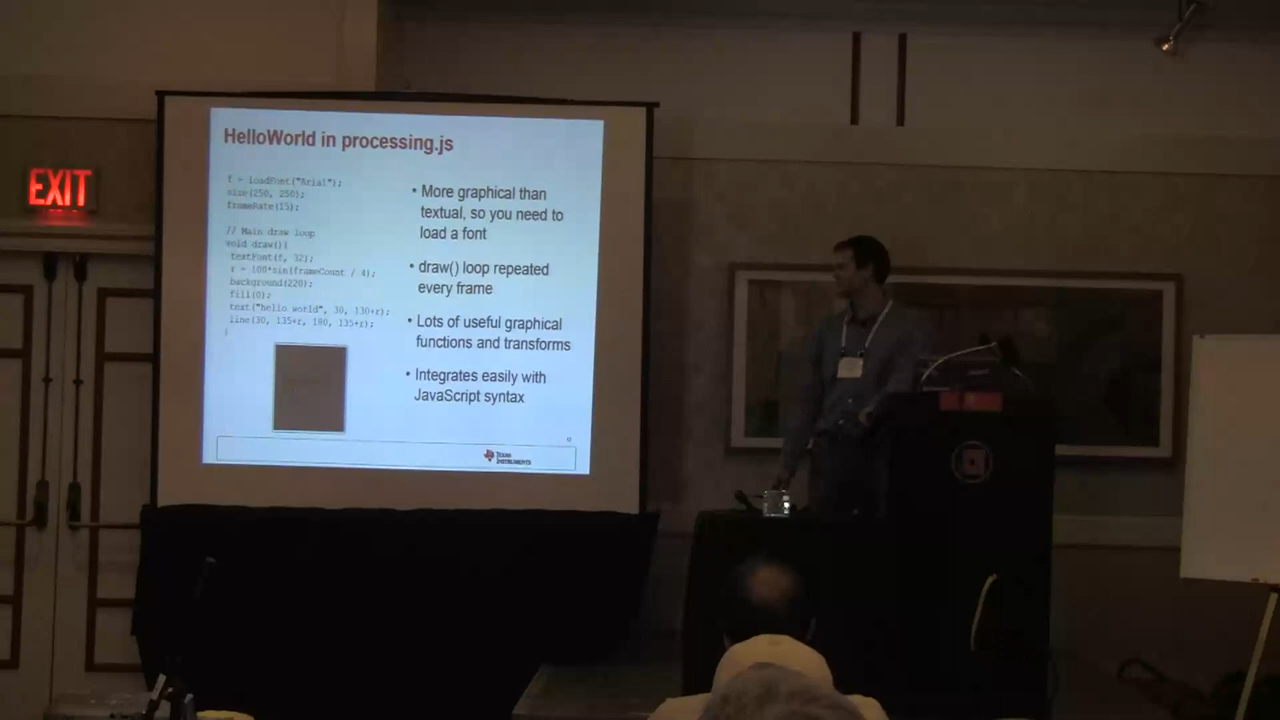 EXIT
HelloWorld in processing.js
f = loadFont("Arial");
size(250, 250);
frameRate(15);
// Main draw loop
void draw(){
textFont(f, 32);
r = 100*sin(frameCount / 4);
background(220);
fill(0);
text("hello world", 30, 130+r);
line(30, 135+r, 180, 135+r);
}
• More graphical than
textual, so you need to
load a font
• draw() loop repeated
every frame
• Lots of useful graphical
functions and transforms
• Integrates easily with
JavaScript syntax
TEXAS
INSTRUMENTS